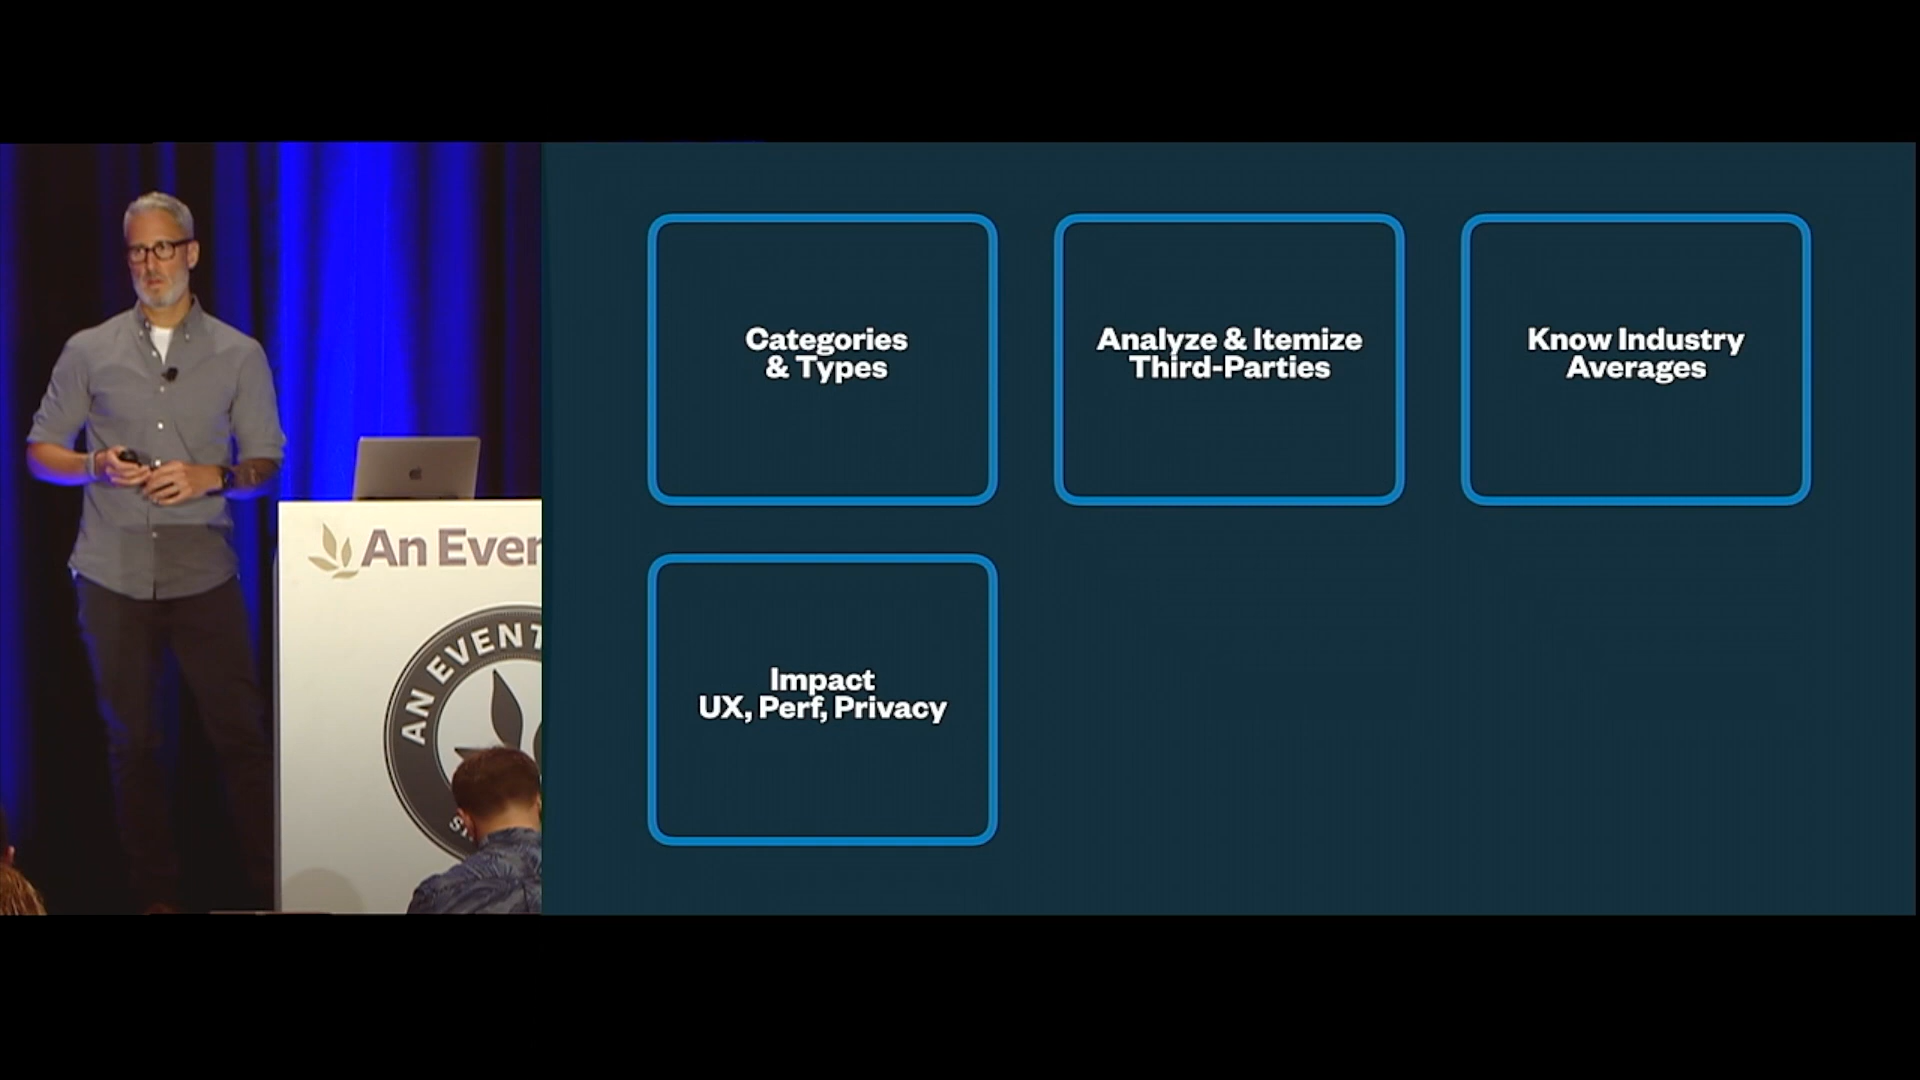 Categories
& Types
Analyze & Itemize
Third-Parties
Know Industry
Averages
Impact
UX, Perf, Privacy
An Even
AN EVENT